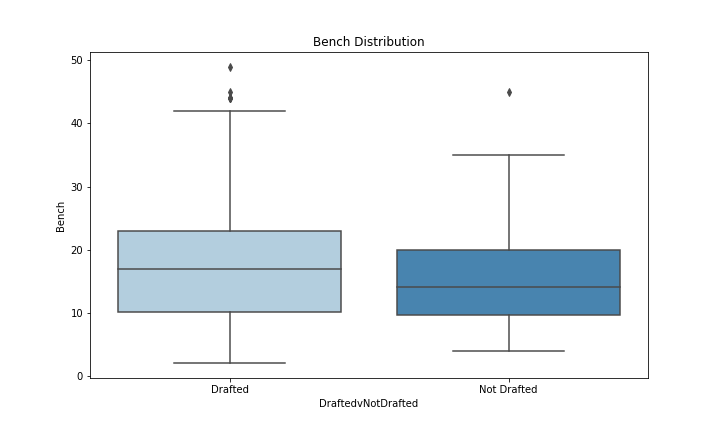 Bench Distribution
50
40
30
20
10
0
Bench
Drafted
Not Drafted
DraftedvNotDrafted